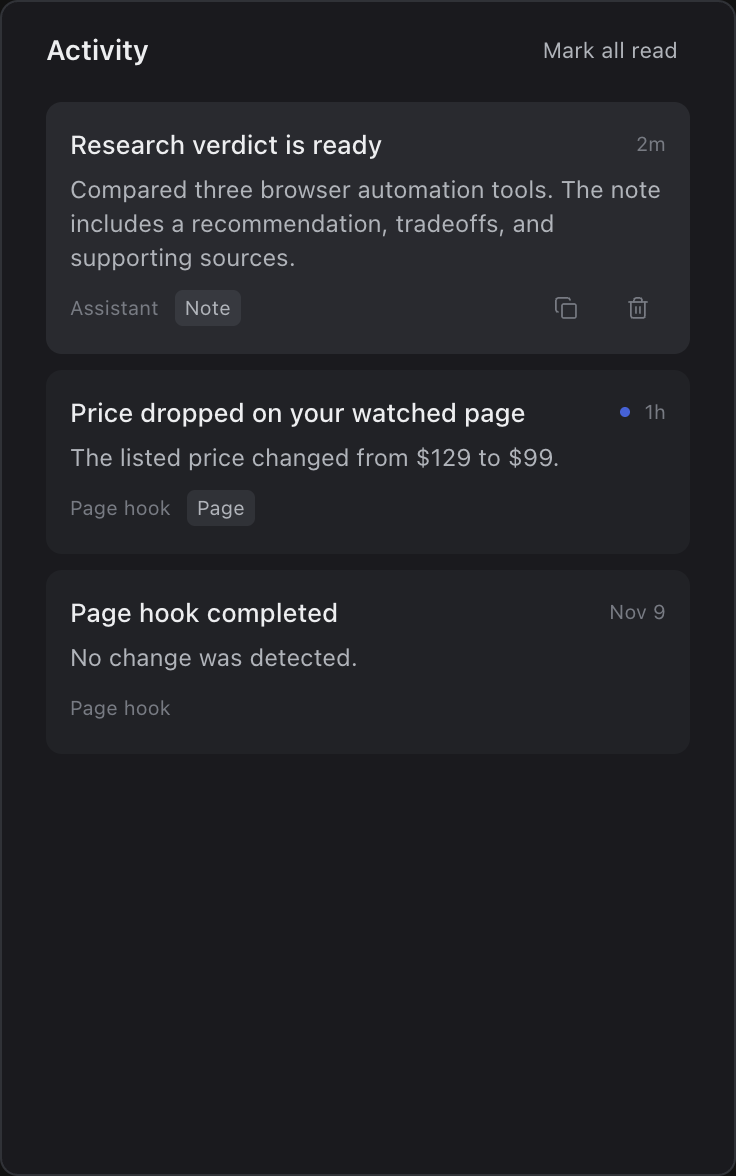 Activity
Mark all read
Research verdict is ready
2m
Compared three browser automation tools. The note
includes a recommendation, tradeoffs, and
supporting sources.
Assistant
Note
Price dropped on your watched page
1h
The listed price changed from $129 to $99.
Page hook
Page
Page hook completed
Nov 9
No change was detected.
Page hook